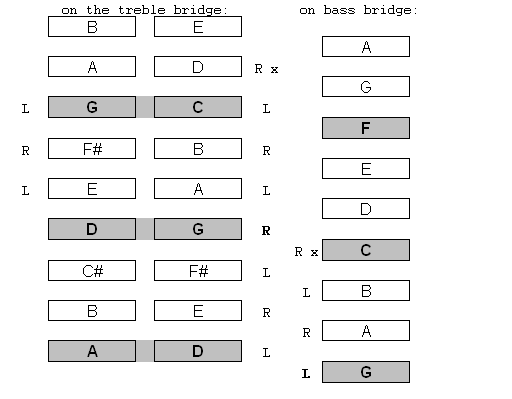 on the treble bridge: on bass bridge:
B E
A
A D R x
G
L G C L
F
R F# B R
E
L E A L
D
D G R
R x C
C# F# L
L B
B E R
R A
A D L
L G